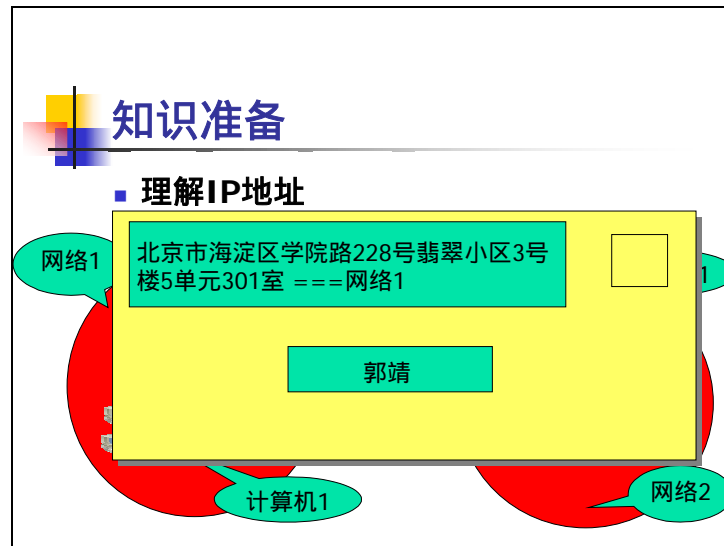 知识准备
理解IP地址
网络1
北京市海淀区学院路228号翡翠小区3号
楼5单元301室 ===网络1
1
郭靖
计算机1
网络2